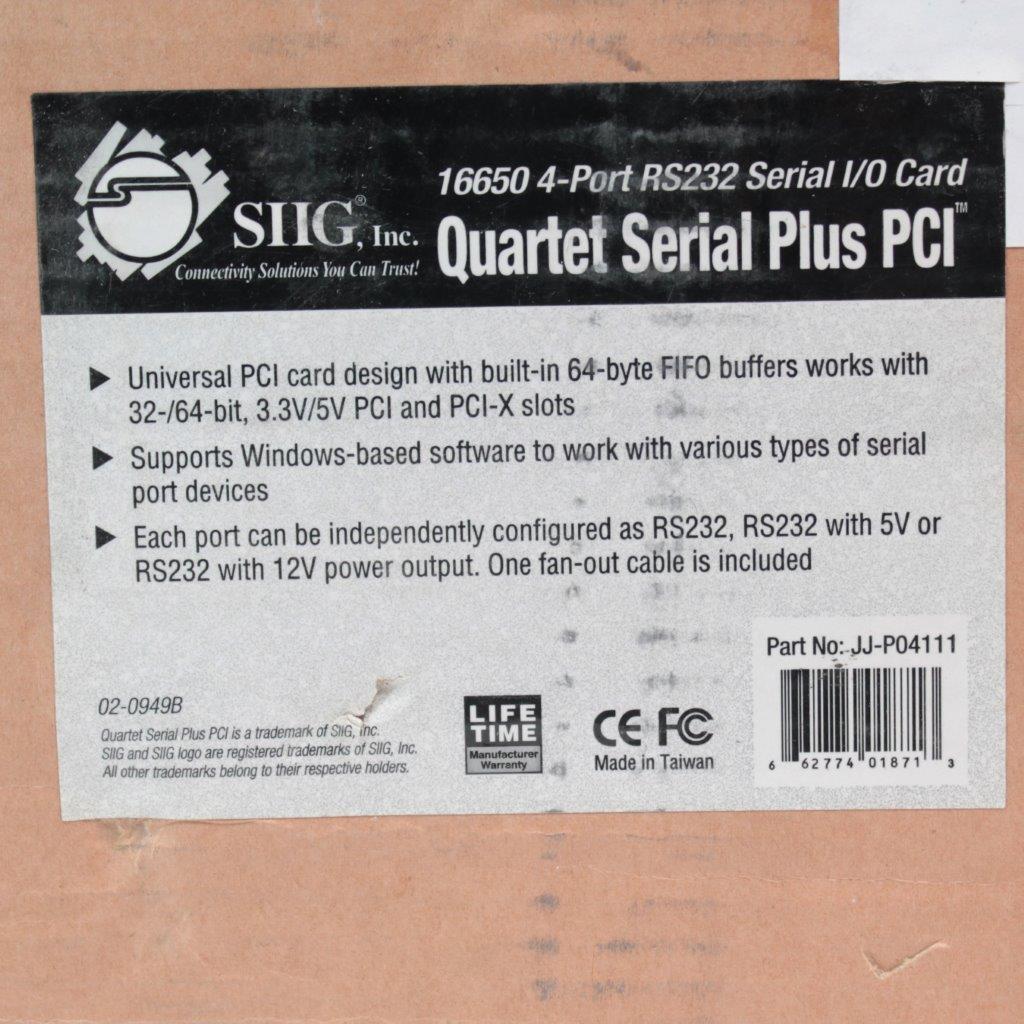 16650 4-Port RS232 Serial I/O Card
SIIG®, Inc.
Quartet Serial Plus PCI™
Connectivity Solutions You Can Trust!
Universal PCI card design with built-in 64-byte FIFO buffers works with
32-/64-bit, 3.3V/5V PCI and PCI-X slots
Supports Windows-based software to work with various types of serial
port devices
Each port can be independently configured as RS232, RS232 with 5V or
RS232 with 12V power output. One fan-out cable is included
Part No: JJ-P04111
02-0949B
Quartet Serial Plus PCI is a trademark of SIIG, Inc.
SIIG and SIIG logo are registered trademarks of SIIG, Inc.
All other trademarks belong to their respective holders.
LIFE
TIME
Manufacturer
Warranty
CE FC
Made in Taiwan
6 62774 01871 3